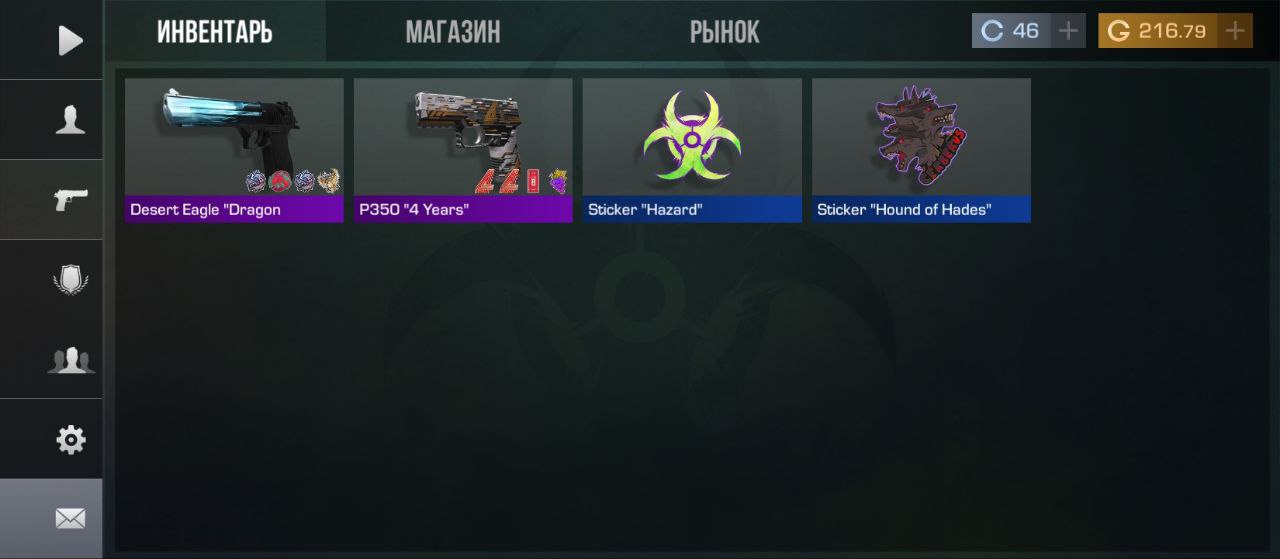 ИНВЕНТАРЬ МАГАЗИН РЫНОК C 46 + G 216.79 +
Desert Eagle "Dragon P350 "4 Years" Sticker "Hazard" Sticker "Hound of Hades"